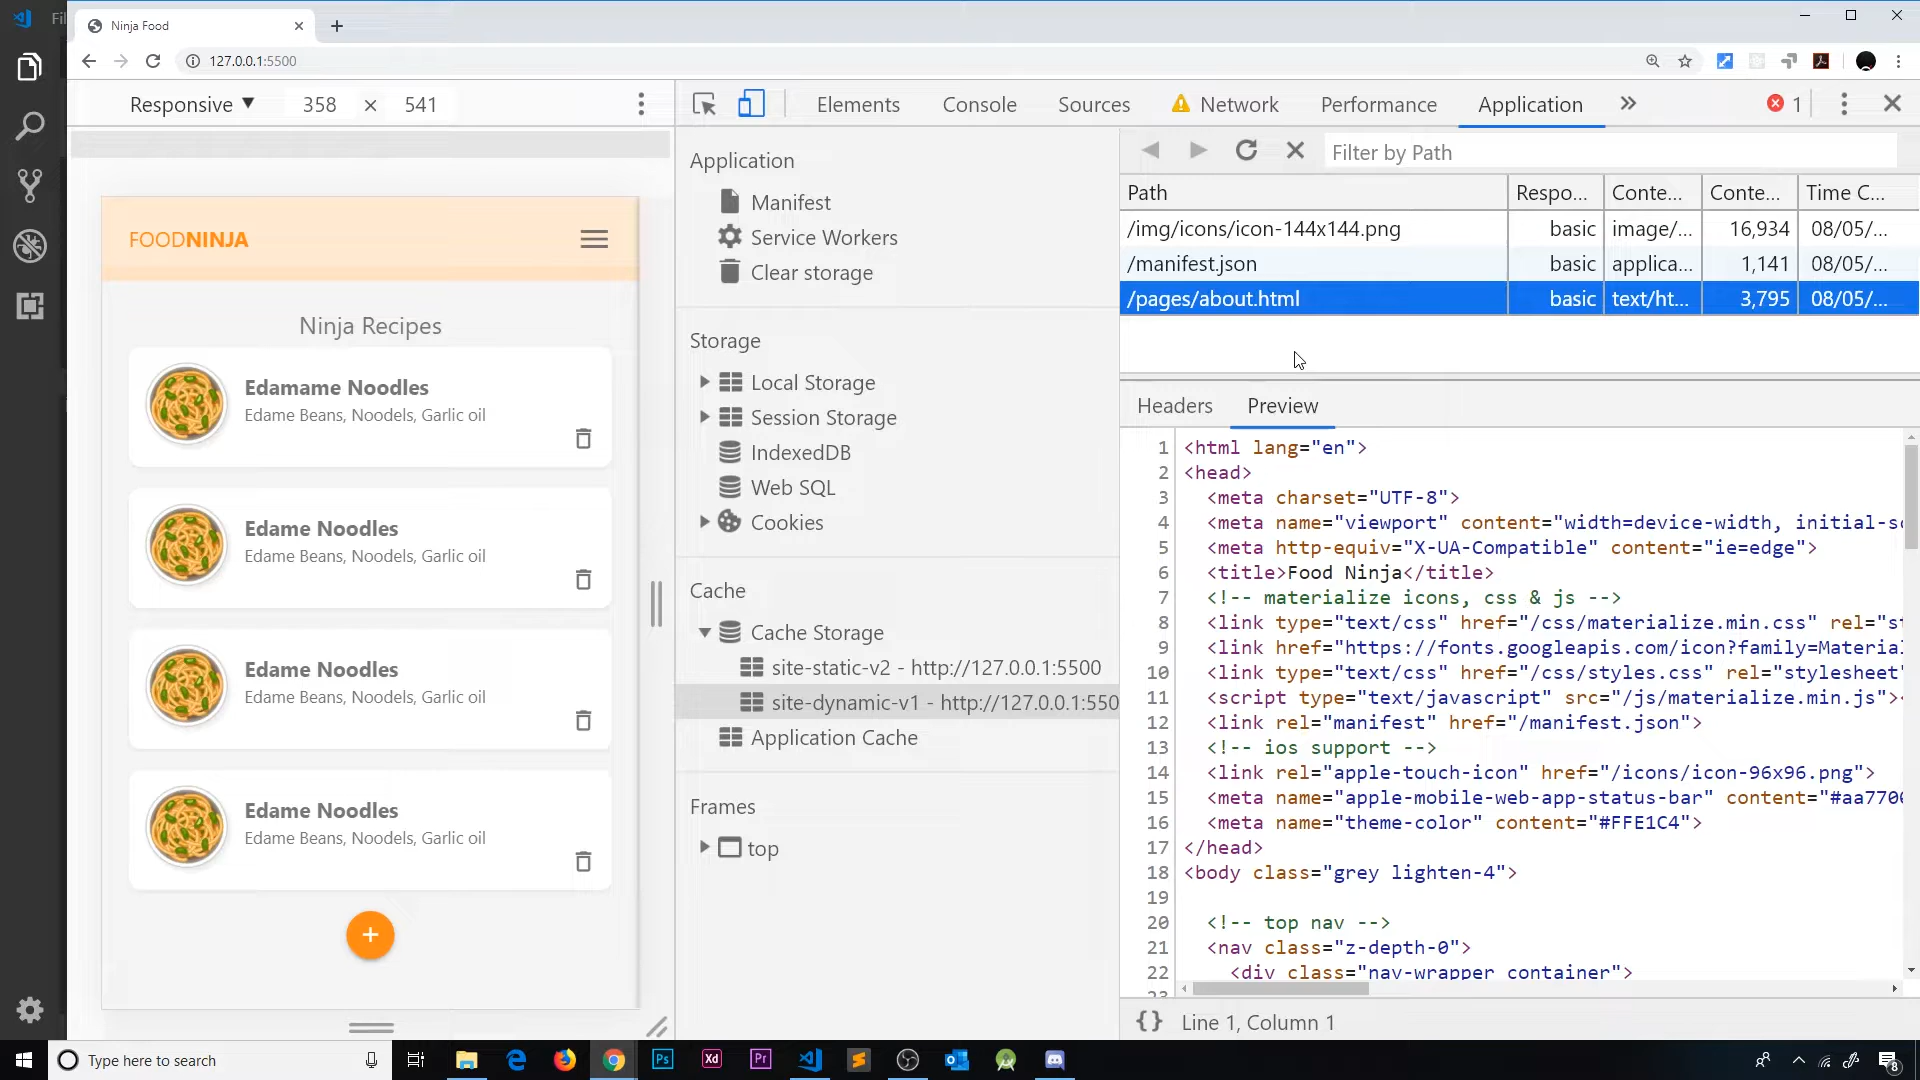 Fil
Ninja Food
127.0.0.1:5500
Responsive ▼ 358 × 541
Elements Console Sources Network Performance Application 1
FOODNINJA
Ninja Recipes
Edamame Noodles
Edame Beans, Noodels, Garlic oil
Edame Noodles
Edame Beans, Noodels, Garlic oil
Edame Noodles
Edame Beans, Noodels, Garlic oil
Edame Noodles
Edame Beans, Noodels, Garlic oil
+
Application
Manifest
Service Workers
Clear storage
Storage
Local Storage
Session Storage
IndexedDB
Web SQL
Cookies
Cache
Cache Storage
site-static-v2 - http://127.0.0.1:5500
site-dynamic-v1 - http://127.0.0.1:550
Application Cache
Frames
top
Filter by Path
Path Respo... Conte... Conte... Time C...
/img/icons/icon-144x144.png basic image/... 16,934 08/05/...
/manifest.json basic applica... 1,141 08/05/...
/pages/about.html basic text/ht... 3,795 08/05/...
Headers Preview
1 <html lang="en">
2 <head>
3 <meta charset="UTF-8">
4 <meta name="viewport" content="width=device-width, initial-sc
5 <meta http-equiv="X-UA-Compatible" content="ie=edge">
6 <title>Food Ninja</title>
7 <!-- materialize icons, css & js -->
8 <link type="text/css" href="/css/materialize.min.css" rel="st
9 <link href="https://fonts.googleapis.com/icon?family=Material
10 <link type="text/css" href="/css/styles.css" rel="stylesheet"
11 <script type="text/javascript" src="/js/materialize.min.js"><
12 <link rel="manifest" href="/manifest.json">
13 <!-- ios support -->
14 <link rel="apple-touch-icon" href="/icons/icon-96x96.png">
15 <meta name="apple-mobile-web-app-status-bar" content="#aa770
16 <meta name="theme-color" content="#FFE1C4">
17 </head>
18 <body class="grey lighten-4">
19
20 <!-- top nav -->
21 <nav class="z-depth-0">
22 <div class="nav-wrapper container">
23
{} Line 1, Column 1
Type here to search
Ps
Xd
Pr
8